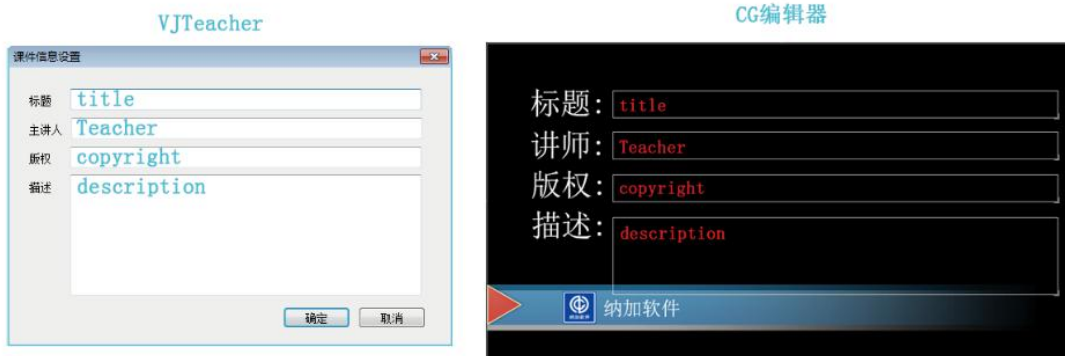 VJTeacher
课件信息设置
标题 title
主讲人 Teacher
版权 copyright
描述 description
确定 取消
CG编辑器
标题: title
讲师: Teacher
版权: copyright
描述: description
纳加软件